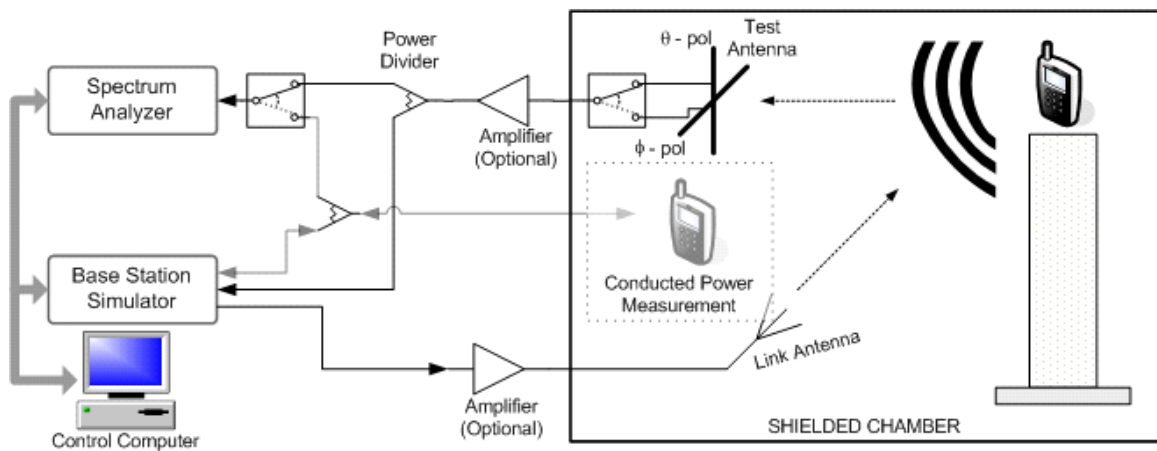 Spectrum
Analyzer
Power
Divider
Amplifier
(Optional)
θ - pol
Test
Antenna
ϕ - pol
Conducted Power
Measurement
Base Station
Simulator
Amplifier
(Optional)
Link Antenna
Control Computer
SHIELDED CHAMBER